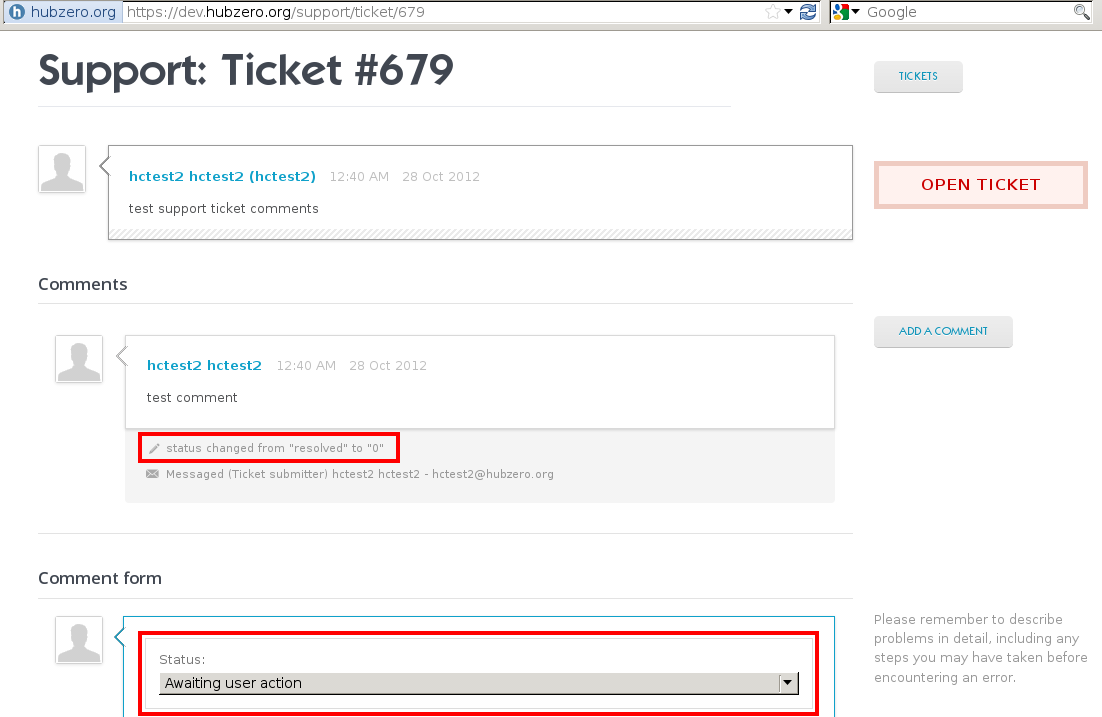 hubzero.org https://dev.hubzero.org/support/ticket/679 Google
Support: Ticket #679
TICKETS
hctest2 hctest2 (hctest2) 12:40 AM 28 Oct 2012
test support ticket comments
OPEN TICKET
Comments
ADD A COMMENT
hctest2 hctest2 12:40 AM 28 Oct 2012
test comment
status changed from "resolved" to "0"
Messaged (Ticket submitter) hctest2 hctest2 - hctest2@hubzero.org
Comment form
Status:
Awaiting user action
Please remember to describe
problems in detail, including any
steps you may have taken before
encountering an error.